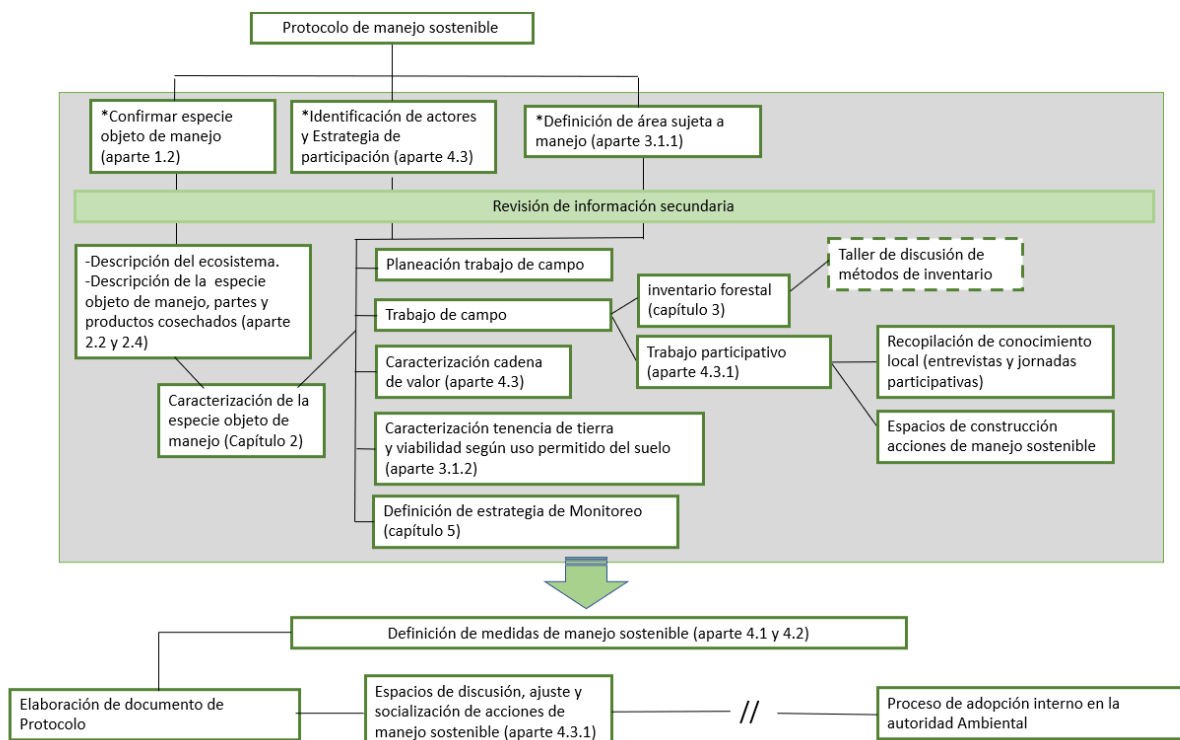 Protocolo de manejo sostenible
*Confirmar especie
objeto de manejo
(aparte 1.2)
*Identificación de actores
y Estrategia de
participación (aparte 4.3)
*Definición de área sujeta a
manejo (aparte 3.1.1)
Revisión de información secundaria
-Descripción del ecosistema.
-Descripción de la especie
objeto de manejo, partes y
productos cosechados (aparte
2.2 y 2.4)
Caracterización de la
especie objeto de
manejo (Capítulo 2)
Planeación trabajo de campo
Trabajo de campo
Caracterización cadena
de valor (aparte 4.3)
Caracterización tenencia de tierra
y viabilidad según uso permitido del suelo
(aparte 3.1.2)
Definición de estrategia de Monitoreo
(capítulo 5)
inventario forestal
(capítulo 3)
Trabajo participativo
(aparte 4.3.1)
Taller de discusión de
métodos de inventario
Recopilación de conocimiento
local (entrevistas y jornadas
participativas)
Espacios de construcción
acciones de manejo sostenible
Definición de medidas de manejo sostenible (aparte 4.1 y 4.2)
Elaboración de documento de
Protocolo
Espacios de discusión, ajuste y
socialización de acciones de
manejo sostenible (aparte 4.3.1)
//
Proceso de adopción interno en la
autoridad Ambiental